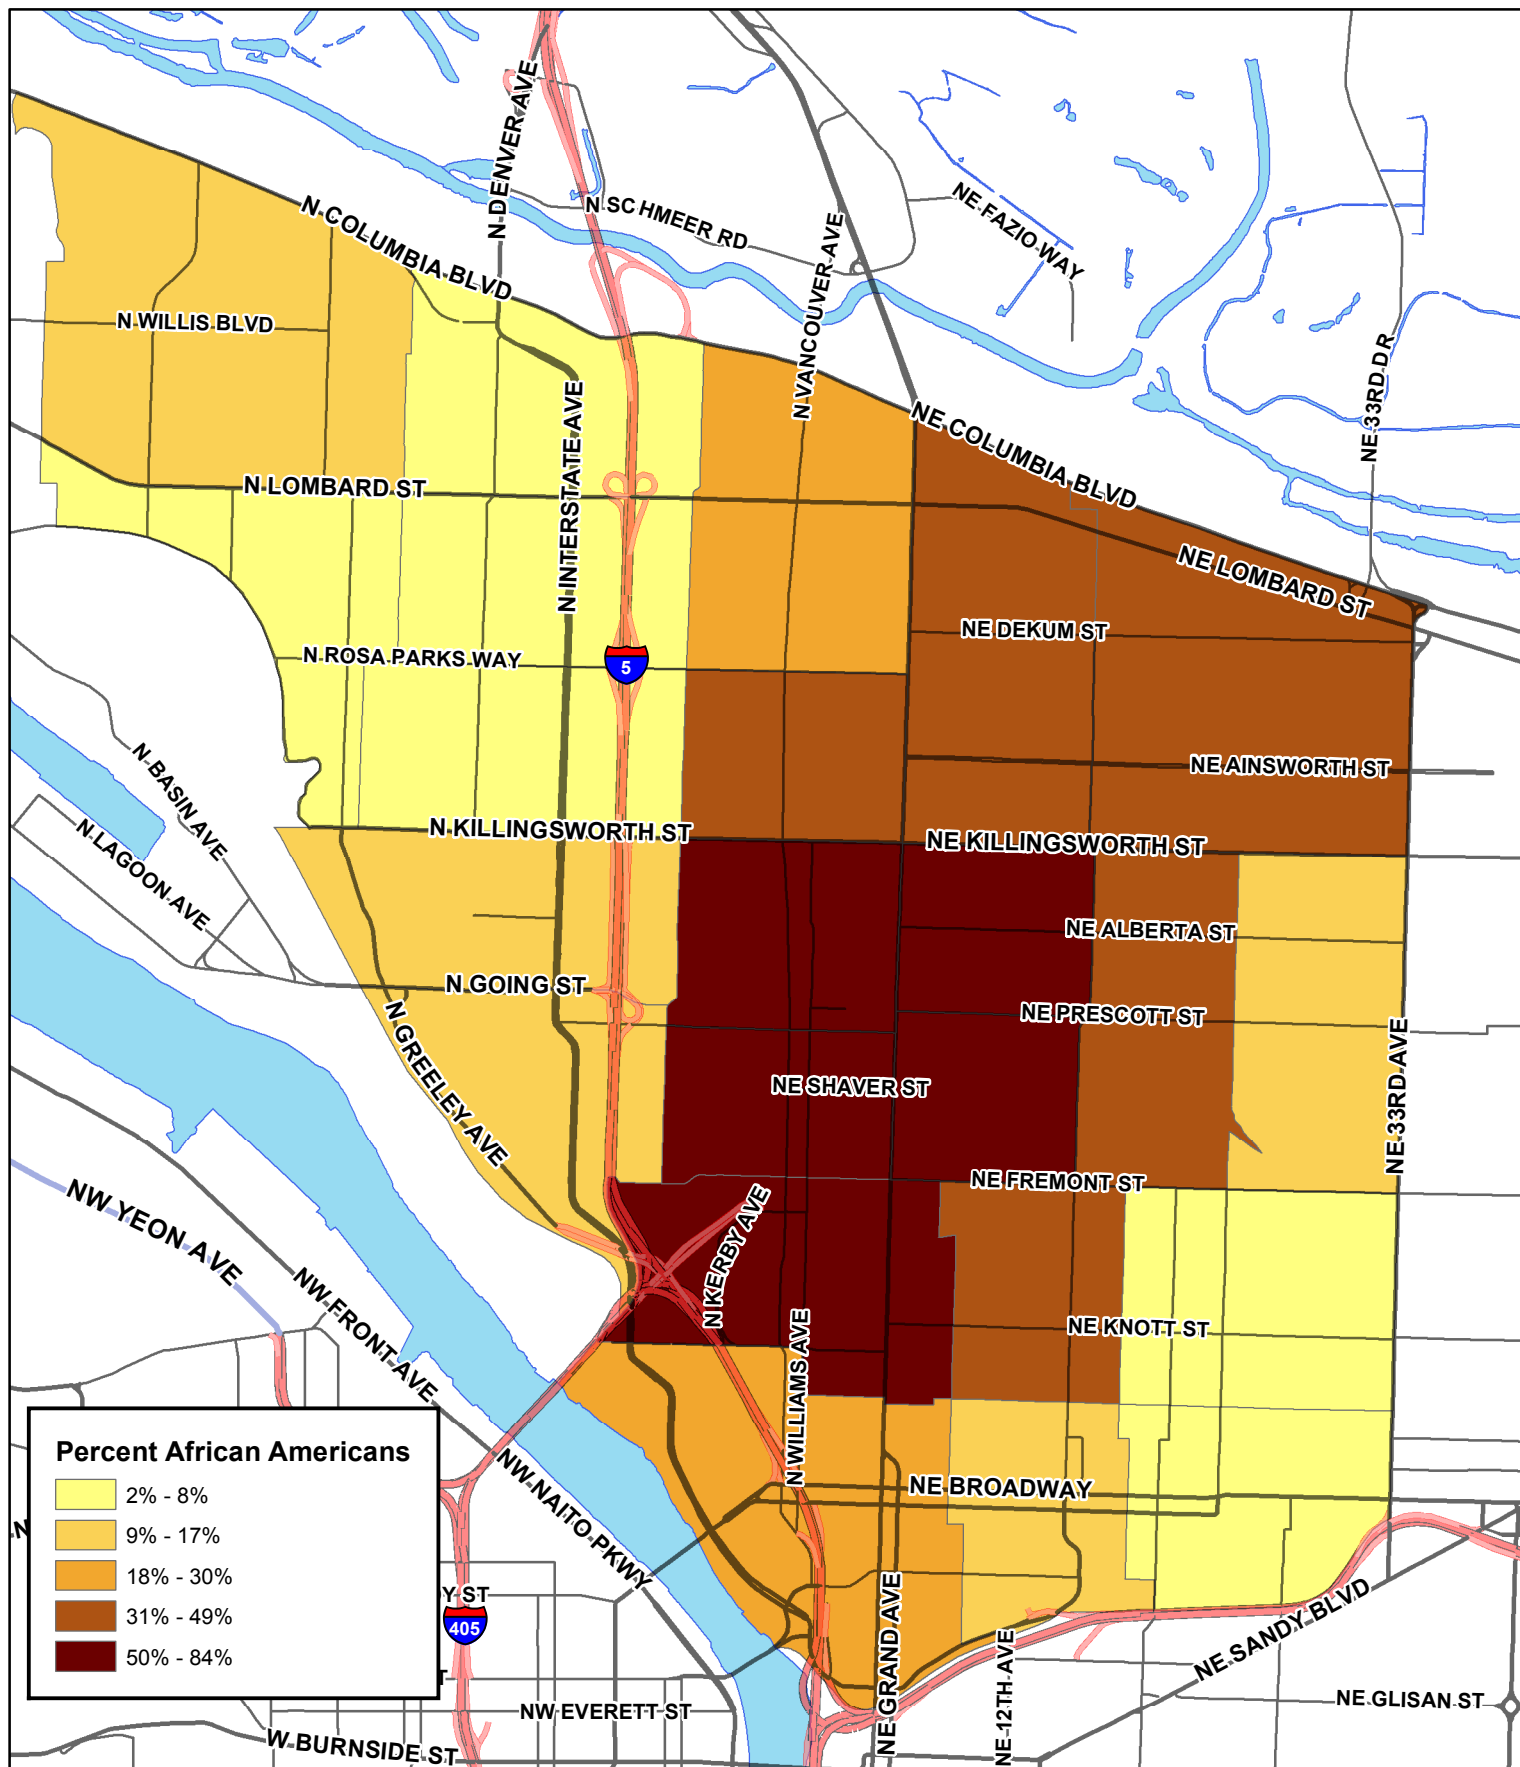 N DENVER AVE
N SCHMEER RD
NE FAZIO WAY
N COLUMBIA BLVD
N VANCOUVER AVE
N WILLIS BLVD
NE 33RD DR
N INTERSTATE AVE
NE COLUMBIA BLVD
N LOMBARD ST
NE LOMBARD ST
NE DEKUM ST
N ROSA PARKS WAY
5
N BASIN AVE
NE AINSWORTH ST
N LAGOON AVE
N KILLINGSWORTH ST
NE KILLINGSWORTH ST
NE ALBERTA ST
N GOING ST
NE PRESCOTT ST
N GREELEY AVE
NE SHAVER ST
NE 33RD AVE
NE FREMONT ST
NW YEON AVE
N KERBY AVE
NW FRONT AVE
NE KNOTT ST
N WILLIAMS AVE
NE BROADWAY
NW NAITO PKWY
Percent African Americans
2% - 8%
9% - 17%
18% - 30%
31% - 49%
50% - 84%
N
Y ST
405
T
NE GRAND AVE
NE 12TH AVE
NE SANDY BLVD
NE GLISAN ST
NW EVERETT ST
W BURNSIDE ST